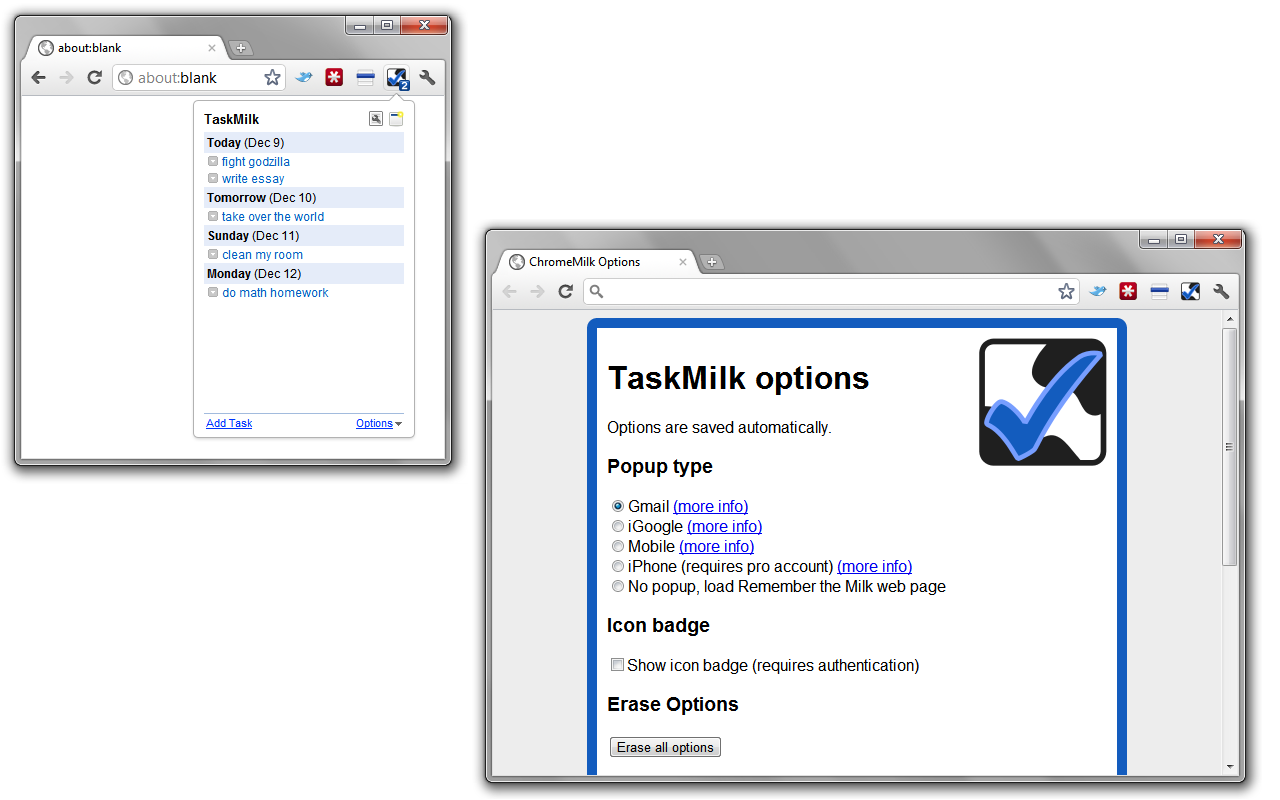 about:blank
about:blank
2
TaskMilk
Today (Dec 9)
fight godzilla
write essay
Tomorrow (Dec 10)
take over the world
Sunday (Dec 11)
clean my room
Monday (Dec 12)
do math homework
Add Task
Options
ChromeMilk Options
TaskMilk options
Options are saved automatically.
Popup type
Gmail (more info)
iGoogle (more info)
Mobile (more info)
iPhone (requires pro account) (more info)
No popup, load Remember the Milk web page
Icon badge
Show icon badge (requires authentication)
Erase Options
Erase all options